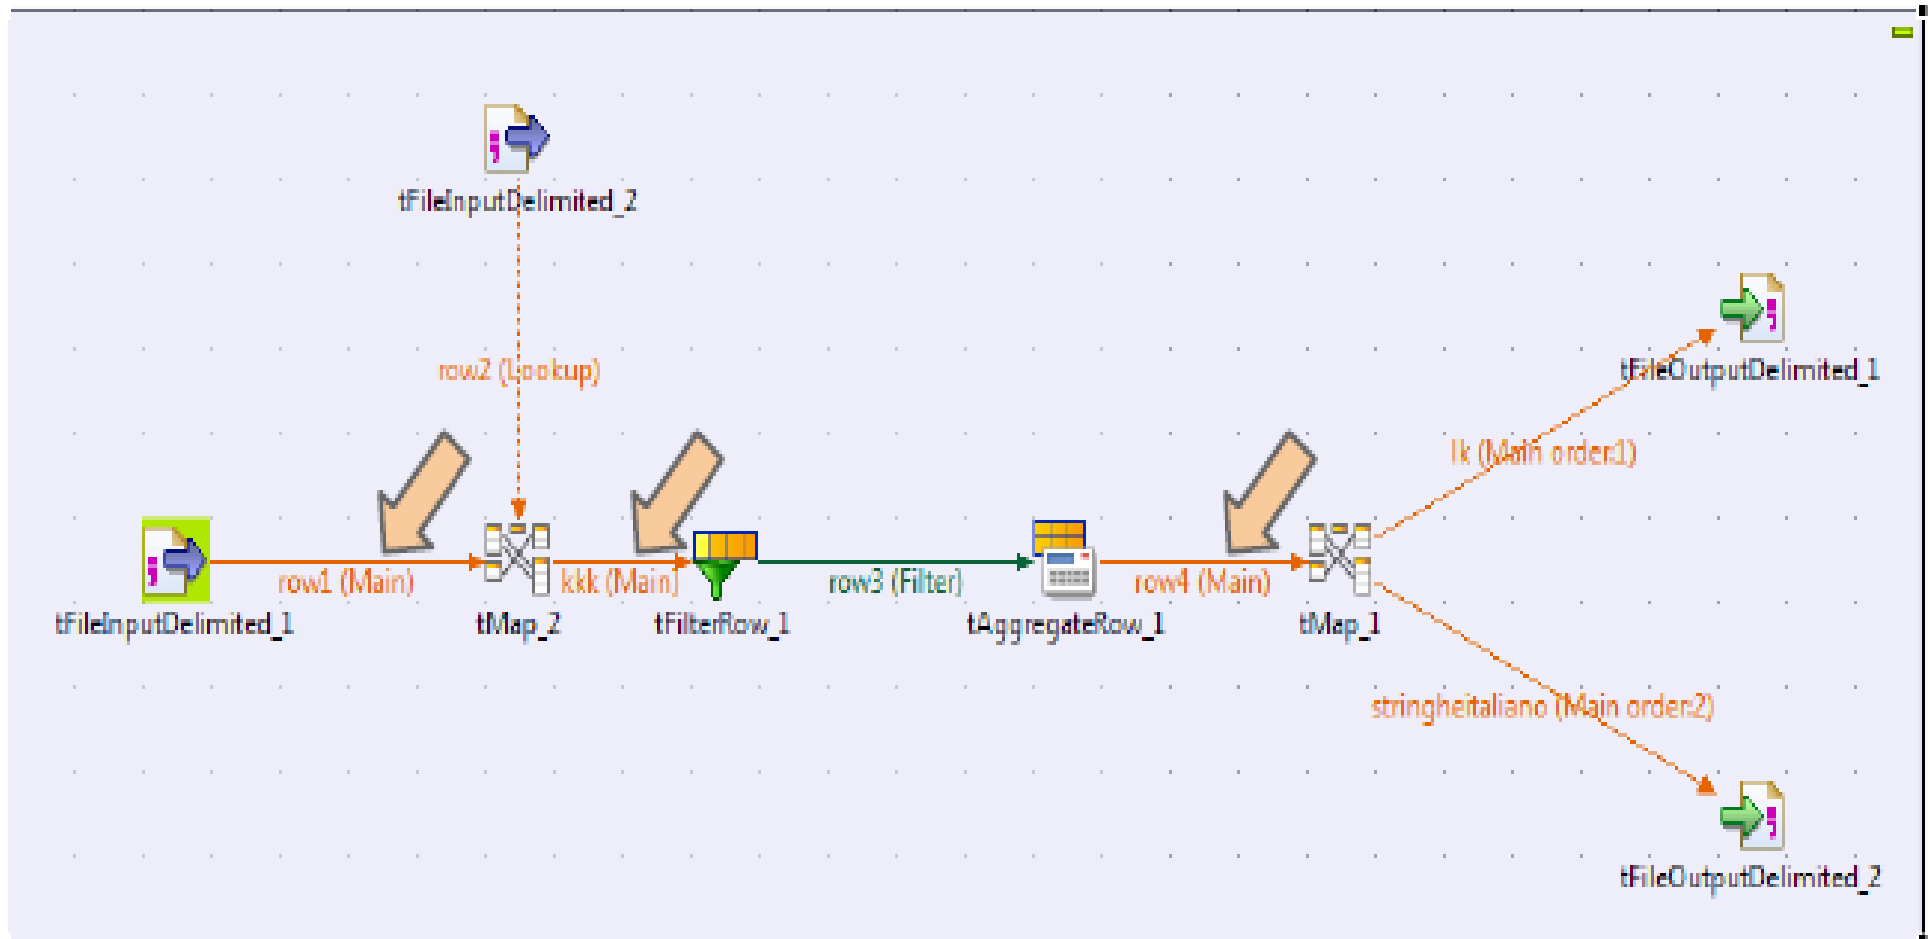 tFileInputDelimited_2
row2 (Lookup)
tFileOutputDelimited_1
lk (Main order:1)
row1 (Main)
kkk (Main)
row3 (Filter)
row4 (Main)
tFileInputDelimited_1
tMap_2
tFilterRow_1
tAggregateRow_1
tMap_1
stringheitaliano (Main order:2)
tFileOutputDelimited_2